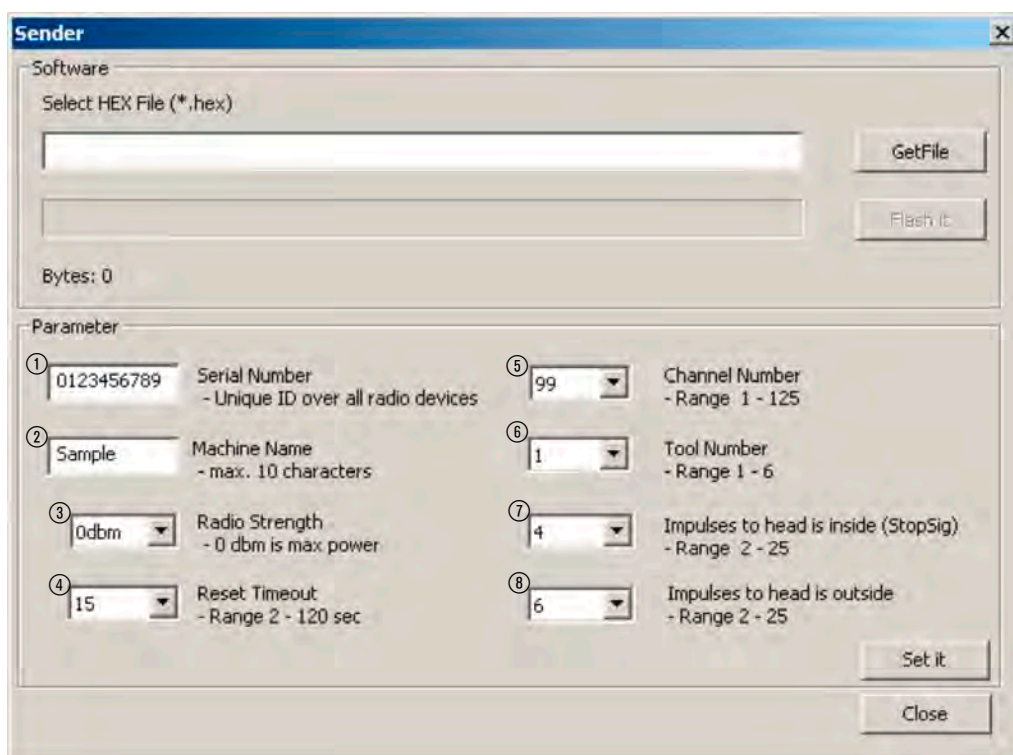 Sender
Software
Select HEX File (*.hex)
GetFile
Flash it
Bytes: 0
Parameter
① 0123456789 Serial Number
- Unique ID over all radio devices
② Sample Machine Name
- max. 10 characters
③ 0dbm Radio Strength
- 0 dbm is max power
④ 15 Reset Timeout
- Range 2 - 120 sec
⑤ 99 Channel Number
- Range 1 - 125
⑥ 1 Tool Number
- Range 1 - 6
⑦ 4 Impulses to head is inside (StopSig)
- Range 2 - 25
⑧ 6 Impulses to head is outside
- Range 2 - 25
Set it
Close